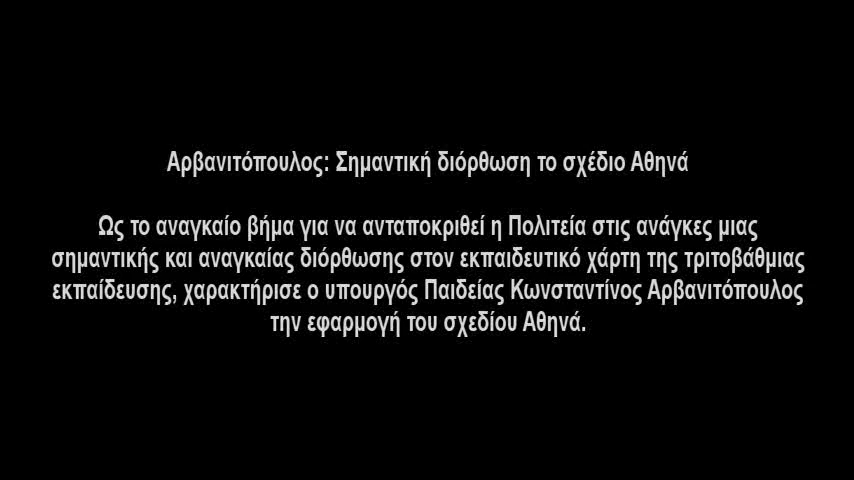 Αρβανιτόπουλος: Σημαντική διόρθωση το σχέδιο Αθηνά
Ως το αναγκαίο βήμα για να ανταποκριθεί η Πολιτεία στις ανάγκες μιας
σημαντικής και αναγκαίας διόρθωσης στον εκπαιδευτικό χάρτη της τριτοβάθμιας
εκπαίδευσης, χαρακτήρισε ο υπουργός Παιδείας Κωνσταντίνος Αρβανιτόπουλος
την εφαρμογή του σχεδίου Αθηνά.